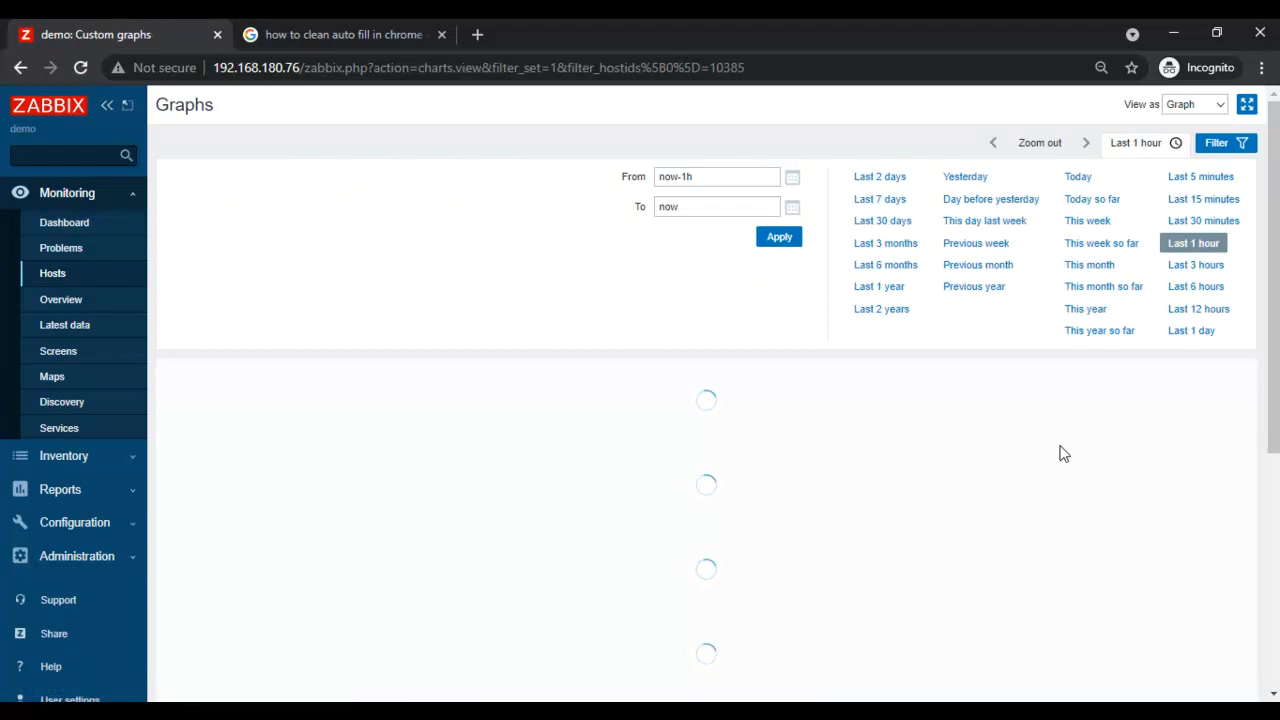 demo: Custom graphs
how to clean auto fill in chrome
Not secure
192.168.180.76/zabbix.php?action=charts.view&filter_set=1&filter_hostids%5B0%5D=10385
Incognito
ZABBIX
demo
Graphs
View as
Graph
Zoom out
Last 1 hour
Filter
Monitoring
Dashboard
Problems
Hosts
Overview
Latest data
Screens
Maps
Discovery
Services
Inventory
Reports
Configuration
Administration
Support
Share
Help
User settings
From
now-1h
To
now
Apply
Last 2 days
Yesterday
Today
Last 5 minutes
Last 7 days
Day before yesterday
Today so far
Last 15 minutes
Last 30 days
This day last week
This week
Last 30 minutes
Last 3 months
Previous week
This week so far
Last 1 hour
Last 6 months
Previous month
This month
Last 3 hours
Last 1 year
Previous year
This month so far
Last 6 hours
Last 2 years
This year
Last 12 hours
This year so far
Last 1 day